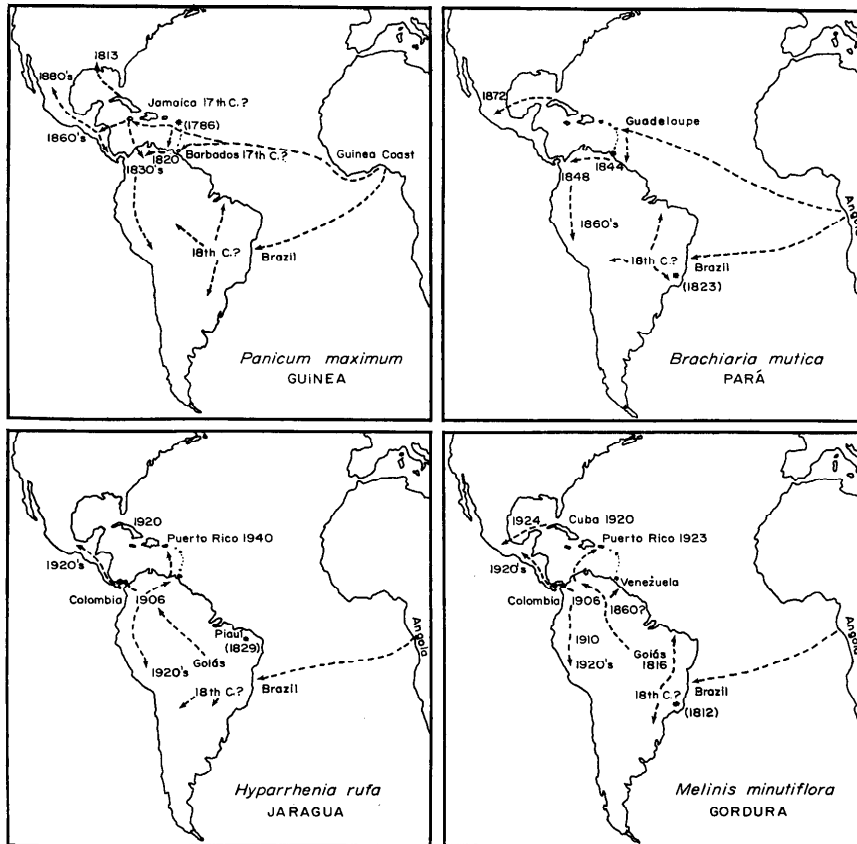 1813
1880's
Jamaica 17th C.?
(1786)
1860's
1820
Barbados 17th C.?
Guinea Coast
1830's
18th C.?
Brazil
Panicum maximum
GUINEA
1872
Guadeloupe
1844
1848
Angola
1860's
18th C.?
Brazil
(1823)
Brachiaria mutica
PARÁ
1920
Puerto Rico 1940
1920's
Colombia
1906
Piauí
(1829)
Angola
Goiás
1920's
Brazil
18th C.?
Hyparrhenia rufa
JARAGUA
1924
Cuba 1920
Puerto Rico 1923
1920's
Venezuela
Colombia
1906
1860?
Angola
1910
Goiás
1816
1920's
18th C.?
Brazil
(1812)
Melinis minutiflora
GORDURA